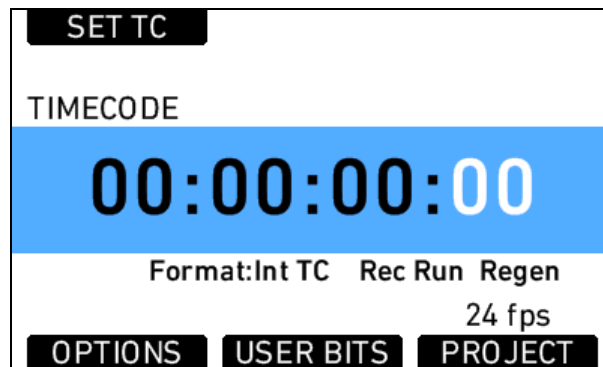 SET TC
TIMECODE
00:00:00:00
Format:Int TC Rec Run Regen
24 fps
OPTIONS USER BITS PROJECT